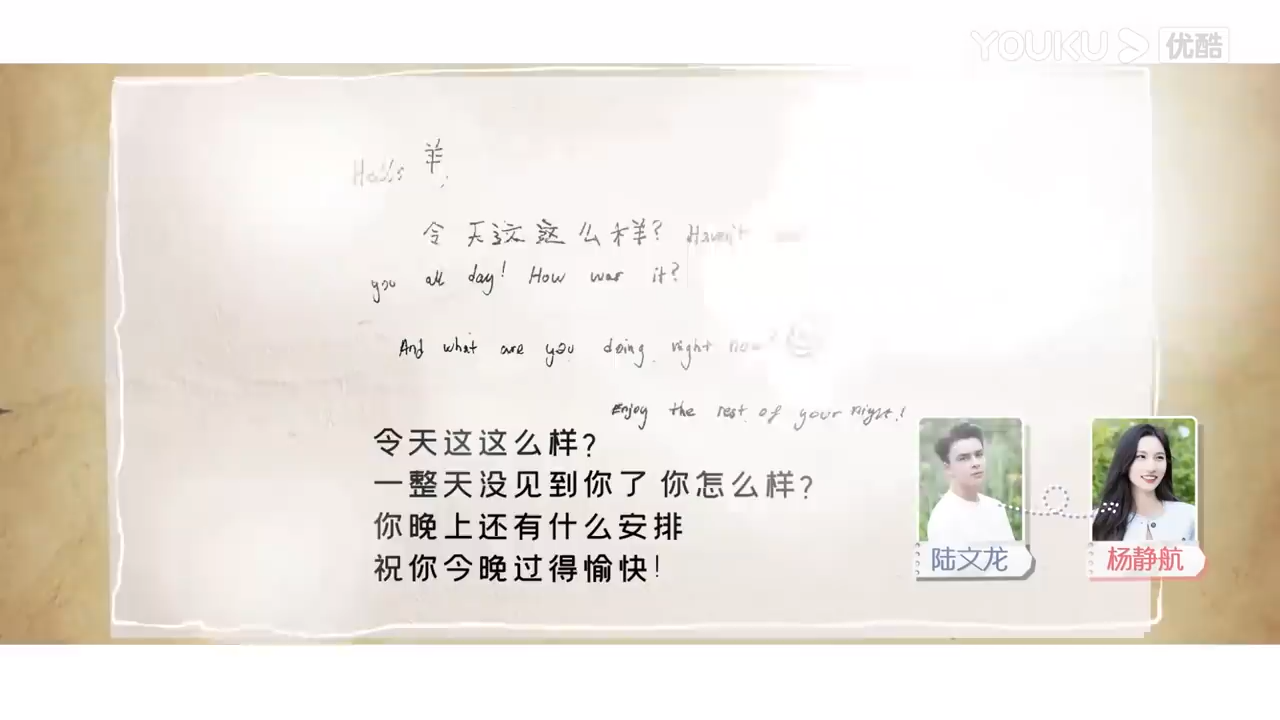 YOUKU 优酷
Hello 羊,
令天这这么样? Haven't
you all day! How was it?
And what are you doing right now?
Enjoy the rest of your night!
令天这这么样?
一整天没见到你了 你怎么样?
你晚上还有什么安排
祝你今晚过得愉快!
陆文龙
杨静航